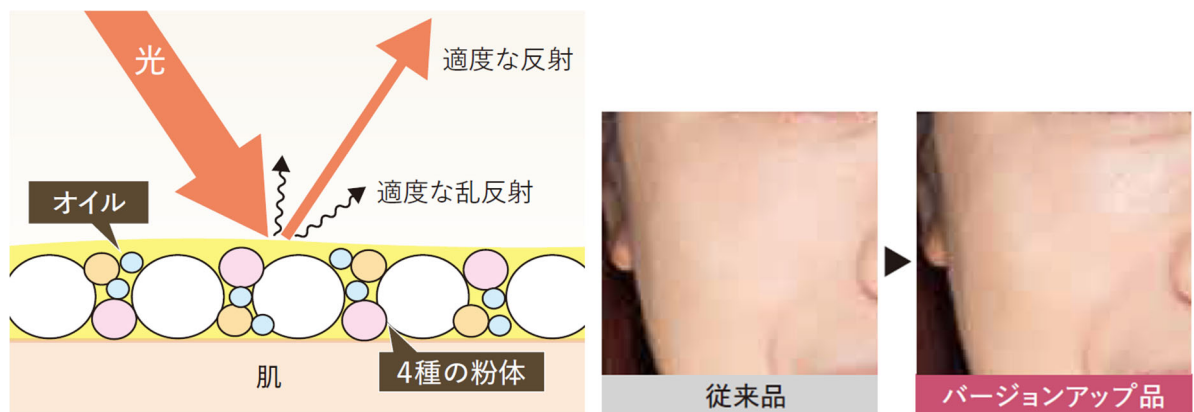 光
適度な反射
適度な乱反射
オイル
4種の粉体
肌
従来品
バージョンアップ品